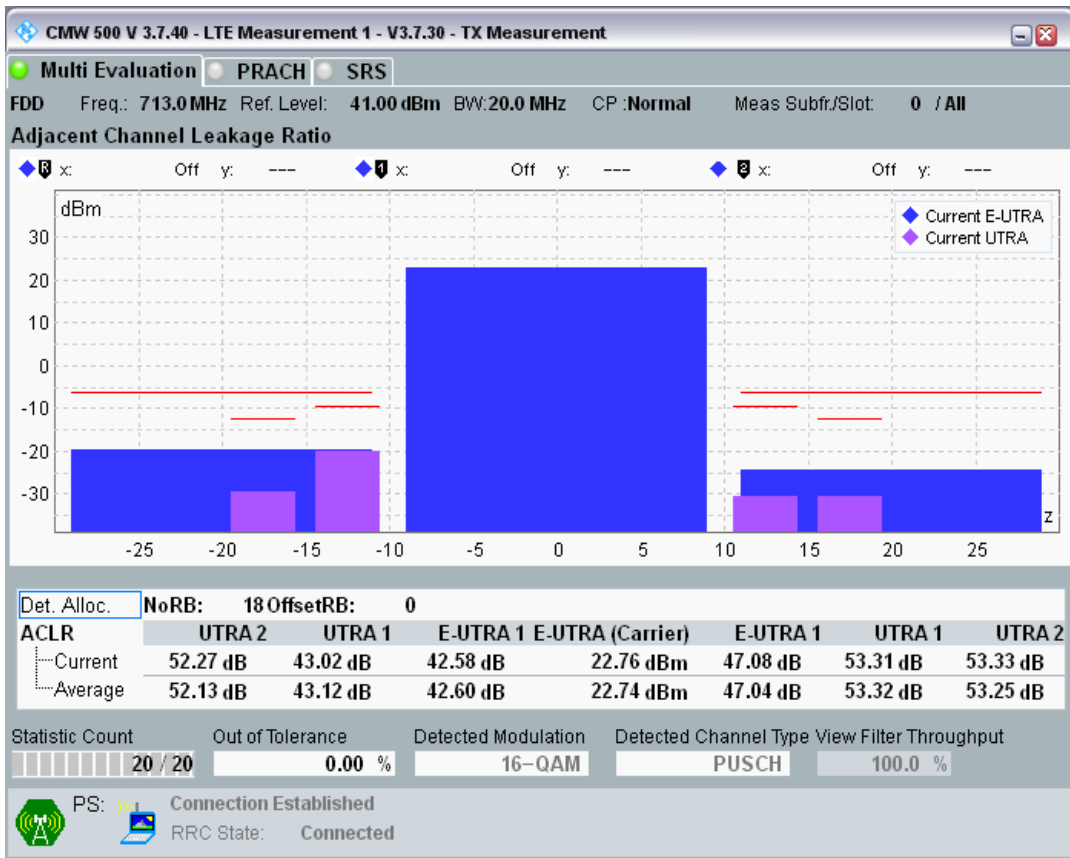 CMW 500 V 3.7.40 - LTE Measurement 1 - V3.7.30 - TX Measurement
Multi Evaluation PRACH SRS
FDD Freq.: 713.0 MHz Ref. Level: 41.00 dBm BW:20.0 MHz CP :Normal Meas Subfr./Slot: 0 / All
Adjacent Channel Leakage Ratio
R x: Off y: --- 1 x: Off y: --- 2 x: Off y: ---
dBm
Current E-UTRA
Current UTRA
30
20
10
0
-10
-20
-30
z
-25 -20 -15 -10 -5 0 5 10 15 20 25
Det. Alloc. NoRB: 18 OffsetRB: 0
ACLR UTRA 2 UTRA 1 E-UTRA 1 E-UTRA (Carrier) E-UTRA 1 UTRA 1 UTRA 2
Current 52.27 dB 43.02 dB 42.58 dB 22.76 dBm 47.08 dB 53.31 dB 53.33 dB
Average 52.13 dB 43.12 dB 42.60 dB 22.74 dBm 47.04 dB 53.32 dB 53.25 dB
Statistic Count Out of Tolerance Detected Modulation Detected Channel Type View Filter Throughput
20 / 20 0.00 % 16-QAM PUSCH 100.0 %
PS: Connection Established
RRC State: Connected